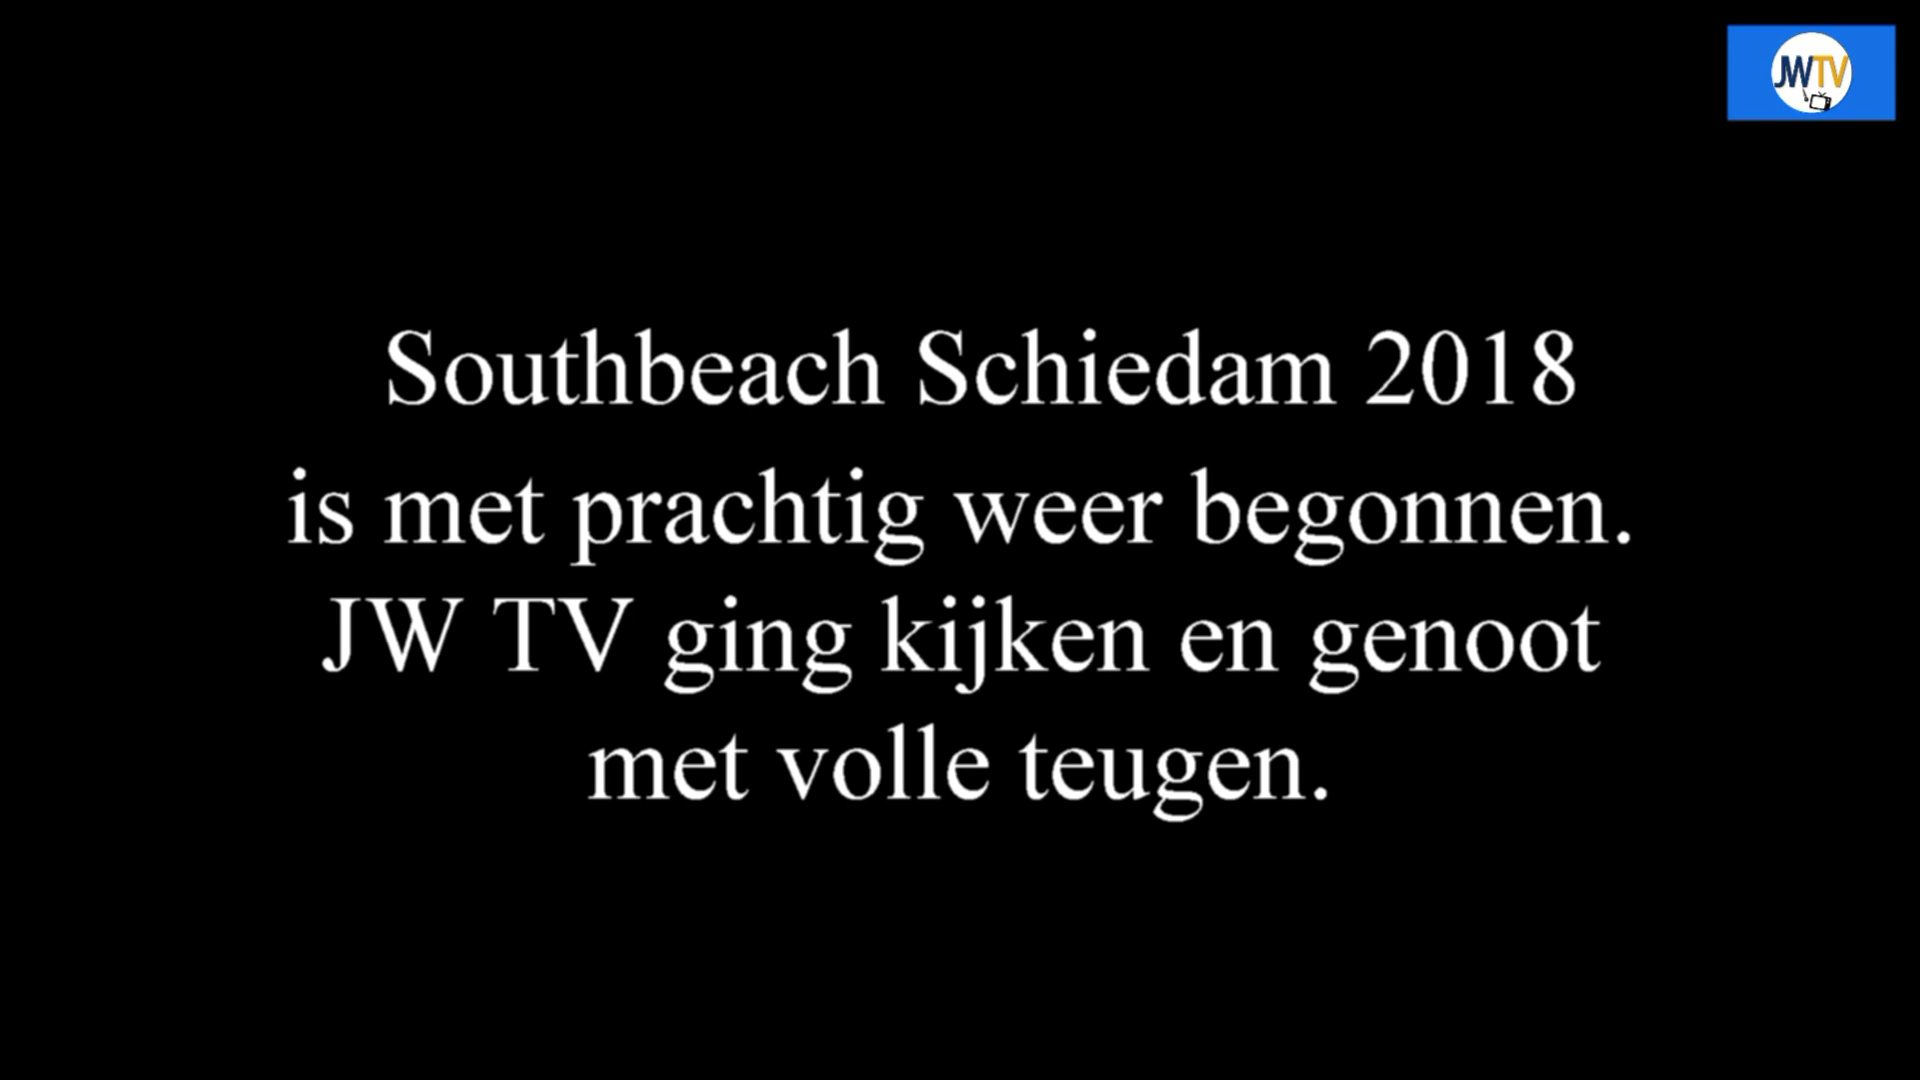 JWTV
Southbeach Schiedam 2018
is met prachtig weer begonnen.
JW TV ging kijken en genoot
met volle teugen.